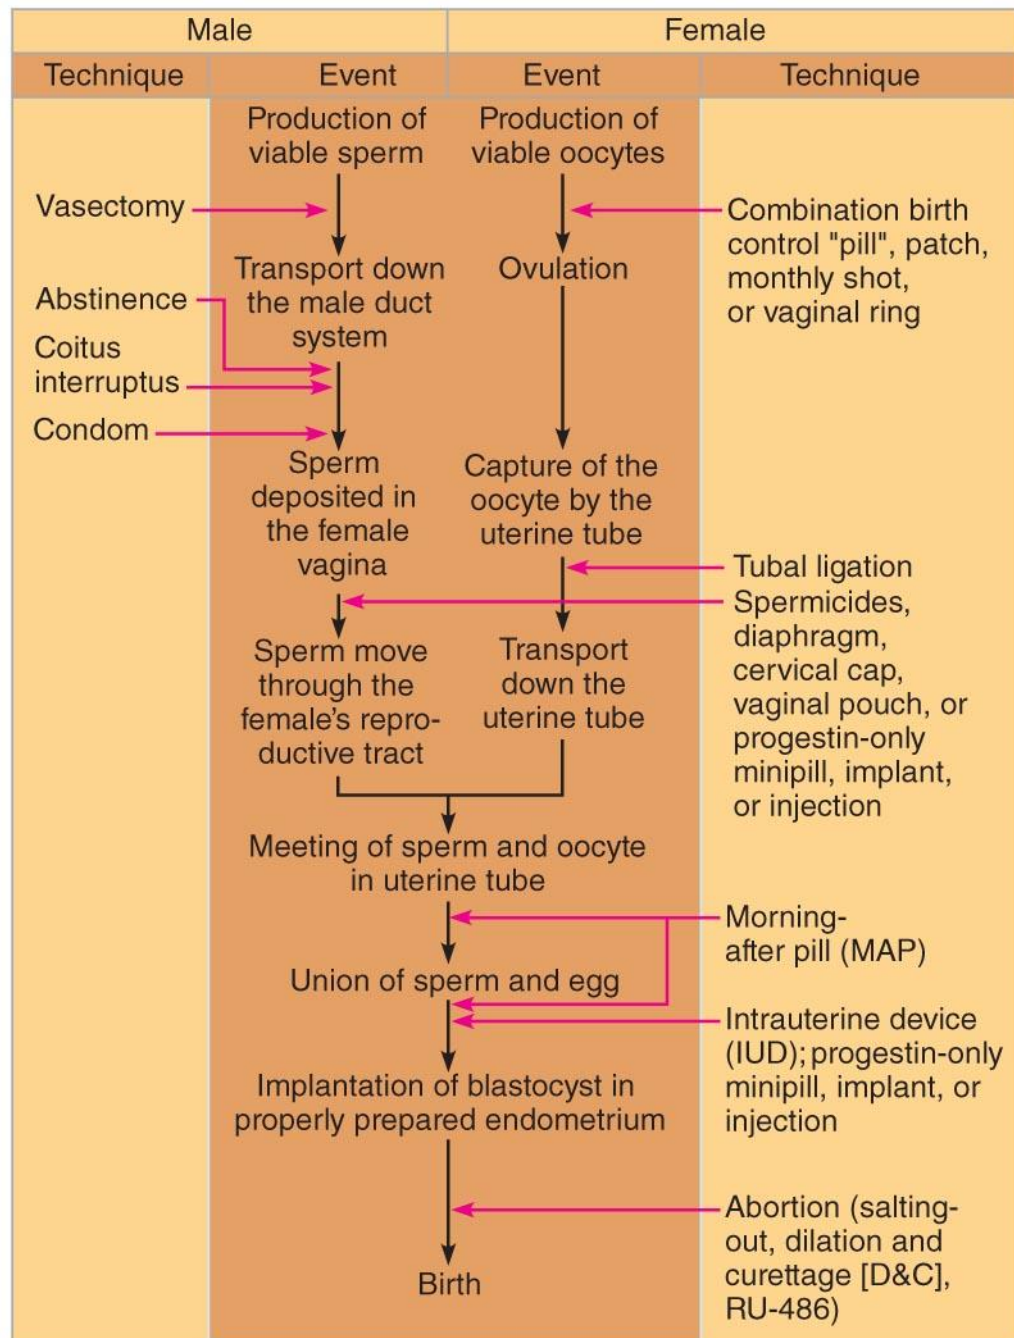 Male
Female
Technique
Event
Event
Technique
Production of
viable sperm
Production of
viable oocytes
Vasectomy
Combination birth
control "pill", patch,
monthly shot,
or vaginal ring
Transport down
the male duct
system
Ovulation
Abstinence
Coitus
interruptus
Condom
Sperm
deposited in
the female
vagina
Capture of the
oocyte by the
uterine tube
Tubal ligation
Spermicides,
diaphragm,
cervical cap,
vaginal pouch, or
progestin-only
minipill, implant,
or injection
Sperm move
through the
female's repro-
ductive tract
Transport
down the
uterine tube
Meeting of sperm and oocyte
in uterine tube
Morning-
after pill (MAP)
Union of sperm and egg
Intrauterine device
(IUD); progestin-only
minipill, implant, or
injection
Implantation of blastocyst in
properly prepared endometrium
Abortion (salting-
out, dilation and
curettage [D&C],
RU-486)
Birth